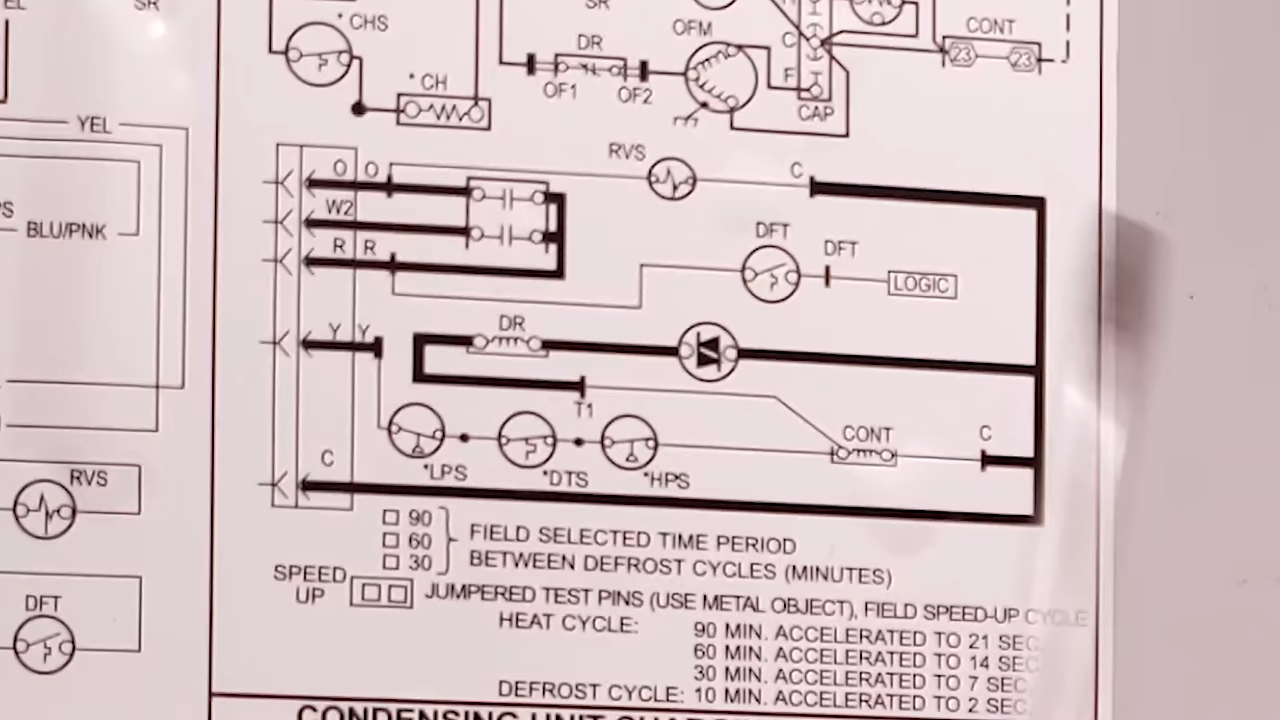 EL
SR
* CHS
SR
OFM
CONT
C
23 23
DR
* CH
F
OF1
OF2
CAP
YEL
BLU/PNK
RVS
C
O O
W2
R R
DFT
DFT
LOGIC
DR
Y Y
T1
CONT
C
*LPS
*DTS
*HPS
C
RVS
90
60
30
FIELD SELECTED TIME PERIOD
BETWEEN DEFROST CYCLES (MINUTES)
SPEED
UP
JUMPERED TEST PINS (USE METAL OBJECT), FIELD SPEED-UP CYCLE
DFT
HEAT CYCLE: 90 MIN. ACCELERATED TO 21 SEC
60 MIN. ACCELERATED TO 14 SEC
30 MIN. ACCELERATED TO 7 SEC
DEFROST CYCLE: 10 MIN. ACCELERATED TO 2 SEC
CONDENSING UNIT